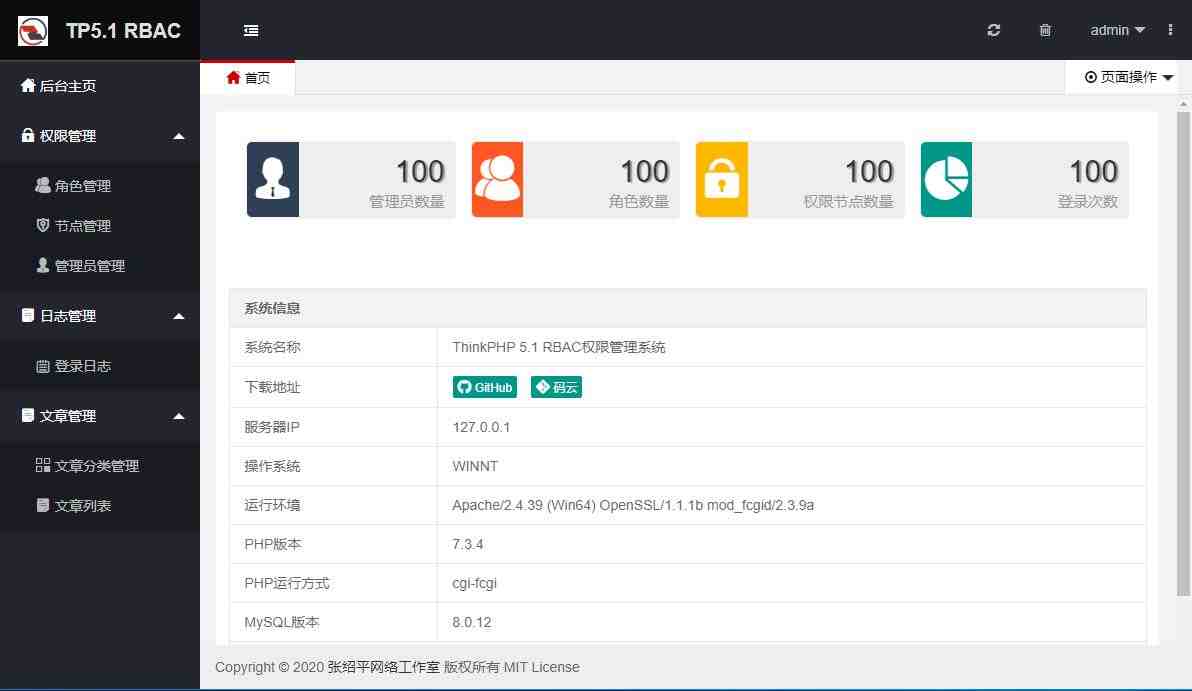 TP5.1 RBAC
admin
后台主页
首页
页面操作
权限管理
角色管理
节点管理
管理员管理
日志管理
登录日志
文章管理
文章分类管理
文章列表
100
管理员数量
100
角色数量
100
权限节点数量
100
登录次数
系统信息
系统名称 ThinkPHP 5.1 RBAC权限管理系统
下载地址 GitHub 码云
服务器IP 127.0.0.1
操作系统 WINNT
运行环境 Apache/2.4.39 (Win64) OpenSSL/1.1.1b mod_fcgid/2.3.9a
PHP版本 7.3.4
PHP运行方式 cgi-fcgi
MySQL版本 8.0.12
Copyright © 2020 张绍平网络工作室 版权所有 MIT License